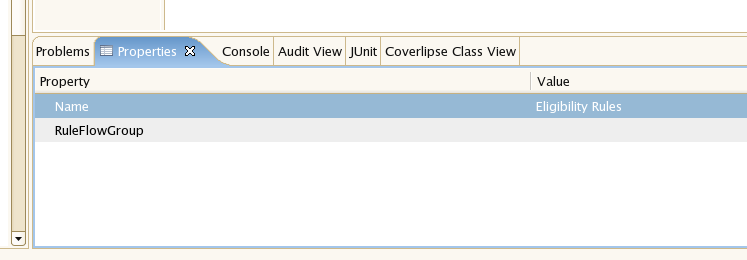 Problems Properties Console Audit View JUnit Coverlipse Class View
Property Value
Name Eligibility Rules
RuleFlowGroup